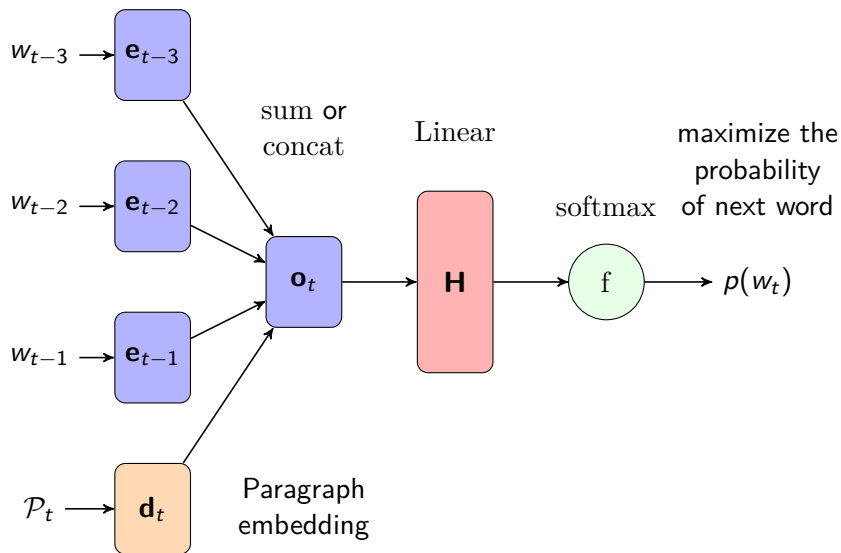 w_{t−3}
e_{t−3}
sum or
concat
Linear
maximize the
probability
of next word
w_{t−2}
e_{t−2}
softmax
o_t
H
f
p(w_t)
w_{t−1}
e_{t−1}
𝒫_t
d_t
Paragraph
embedding